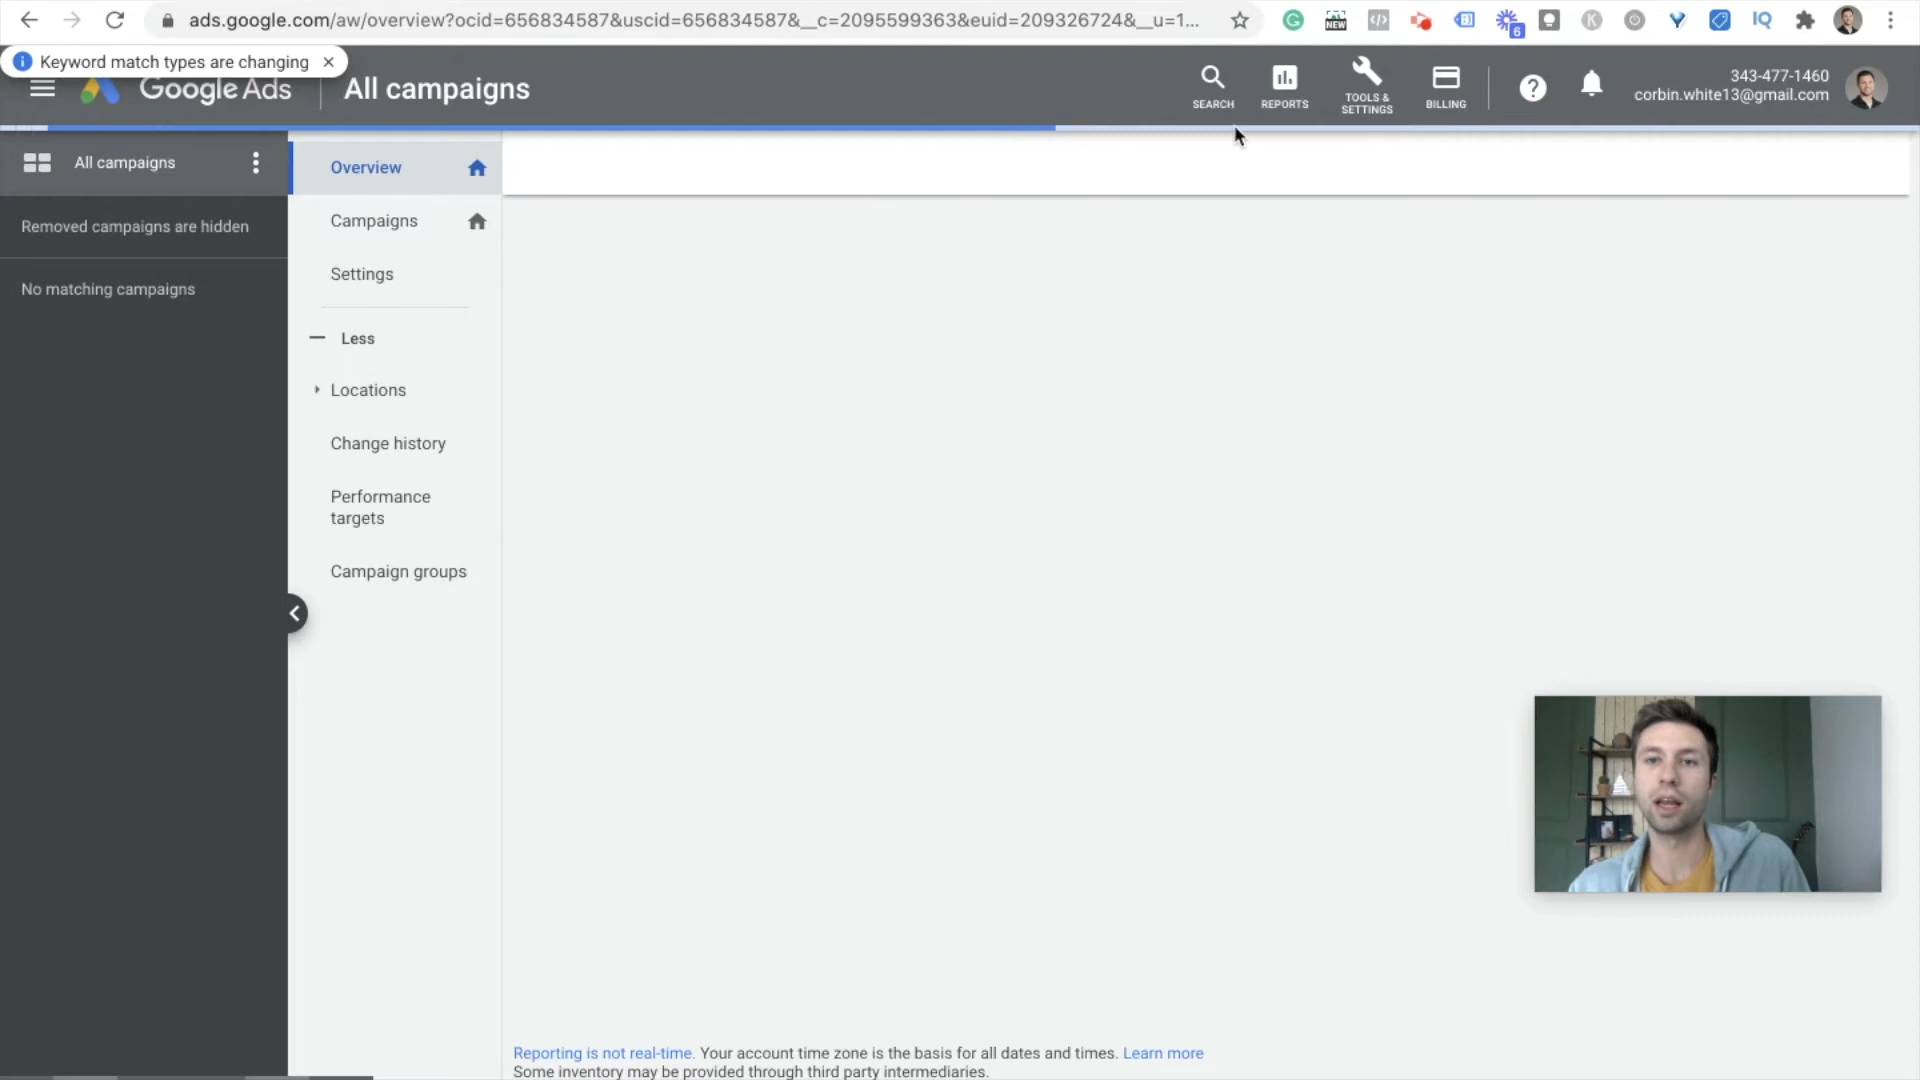 ads.google.com/aw/overview?ocid=656834587&uscid=656834587&__c=2095599363&euid=209326724&__u=1...
NEW
6
K
IQ
Keyword match types are changing
Google Ads
All campaigns
SEARCH
REPORTS
TOOLS &
SETTINGS
BILLING
343-477-1460
corbin.white13@gmail.com
All campaigns
Removed campaigns are hidden
No matching campaigns
Overview
Campaigns
Settings
Less
Locations
Change history
Performance
targets
Campaign groups
Reporting is not real-time. Your account time zone is the basis for all dates and times. Learn more
Some inventory may be provided through third party intermediaries.